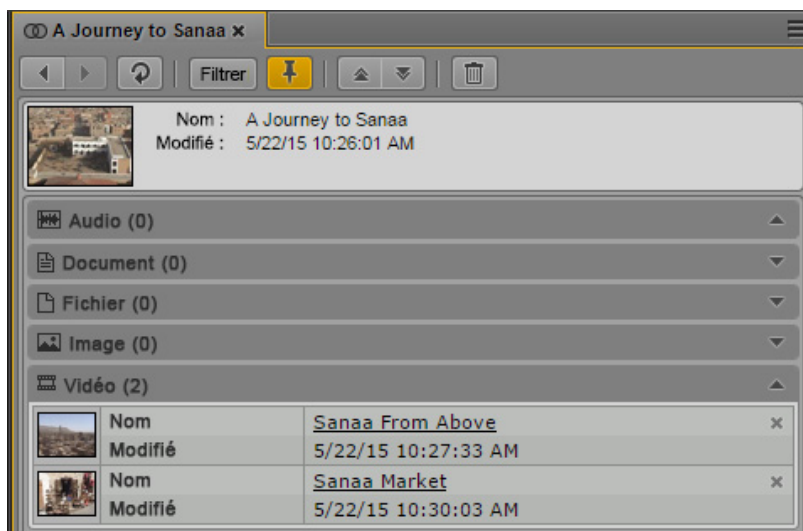 A Journey to Sanaa
Filtrer
Nom : A Journey to Sanaa
Modifié : 5/22/15 10:26:01 AM
Audio (0)
Document (0)
Fichier (0)
Image (0)
Vidéo (2)
Nom Sanaa From Above
Modifié 5/22/15 10:27:33 AM
Nom Sanaa Market
Modifié 5/22/15 10:30:03 AM